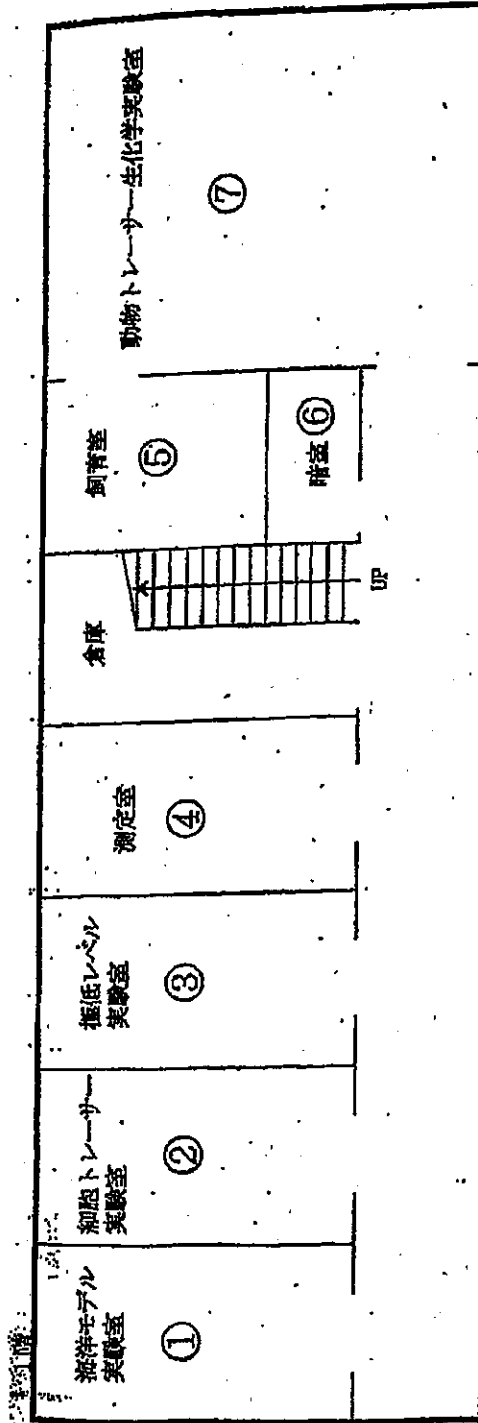 海洋モデル
実験室
①
細胞トレーサー
実験室
②
極低レベル
実験室
③
測定室
④
倉庫
UP
飼育室
⑤
暗室⑥
動物トレーサー生化学実験室
⑦